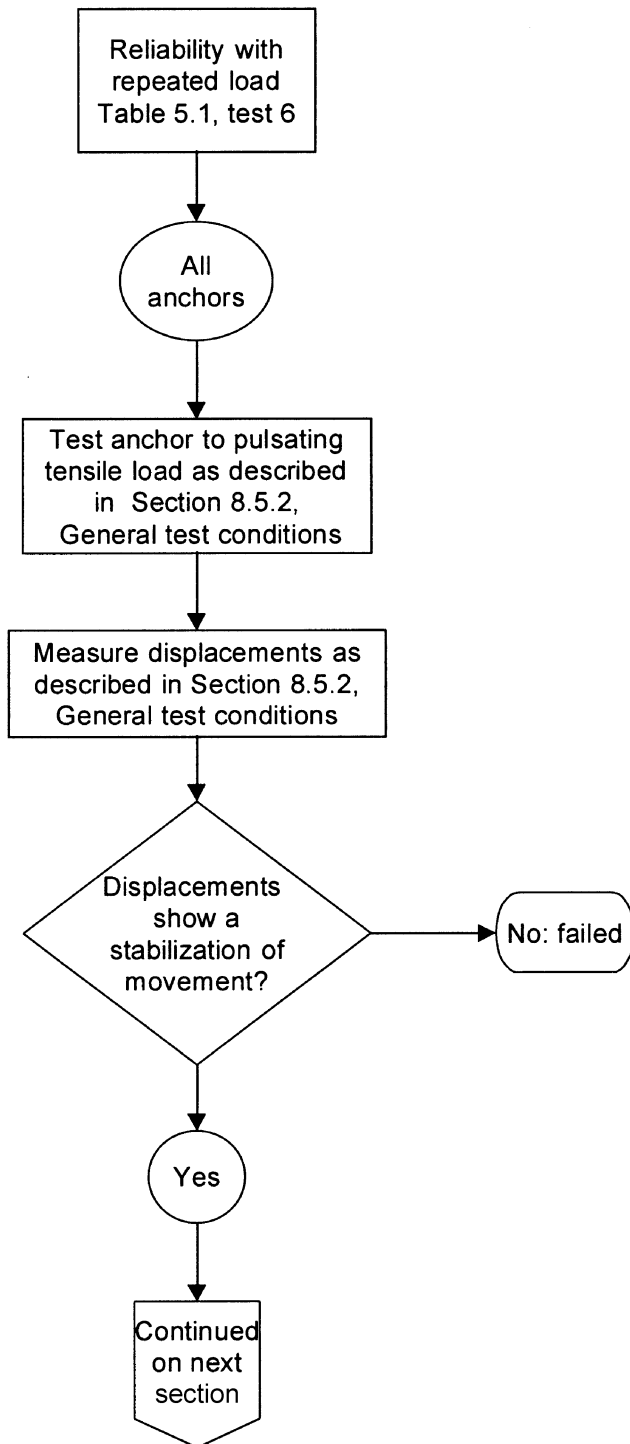 Reliability with
repeated load
Table 5.1, test 6
All
anchors
Test anchor to pulsating
tensile load as described
in Section 8.5.2,
General test conditions
Measure displacements as
described in Section 8.5.2,
General test conditions
Displacements
show a
stabilization of
movement?
No: failed
Yes
Continued
on next
section